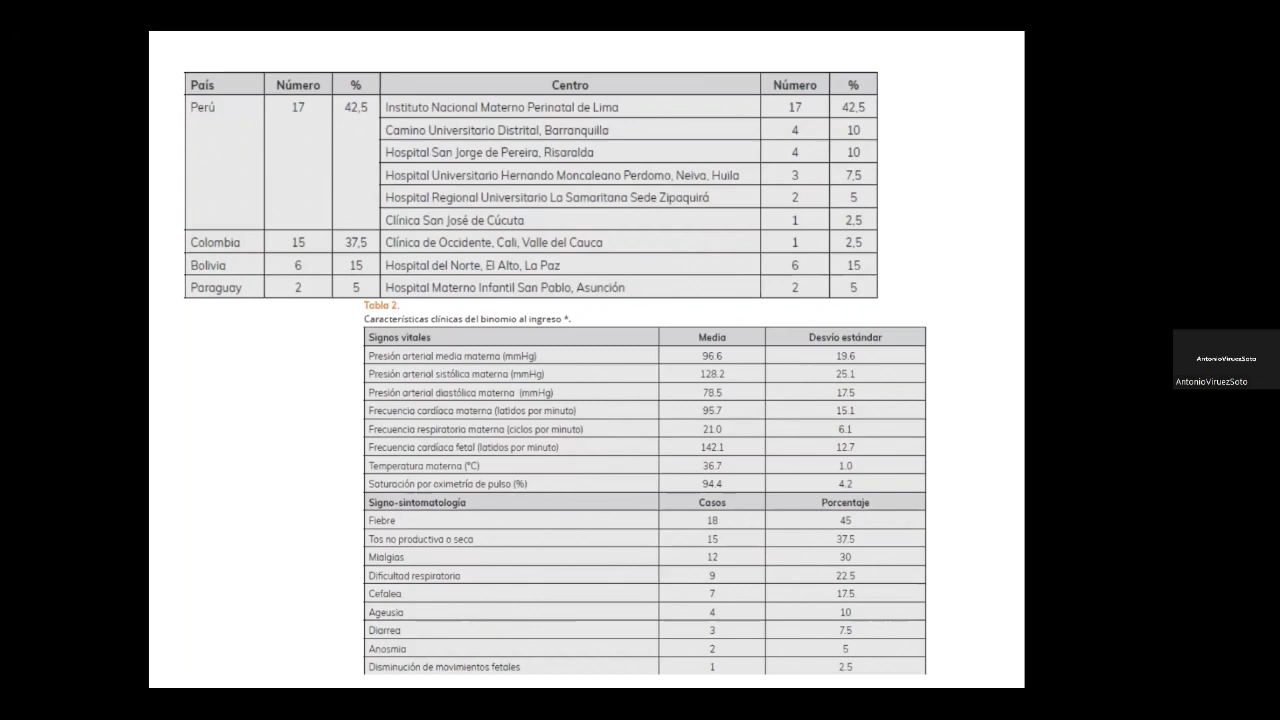 País Número % Centro Número %
Perú 17 42,5 Instituto Nacional Materno Perinatal de Lima 17 42,5
Camino Universitario Distrital, Barranquilla 4 10
Hospital San Jorge de Pereira, Risaralda 4 10
Hospital Universitario Hernando Moncaleano Perdomo, Neiva, Huila 3 7,5
Hospital Regional Universitario La Samaritana Sede Zipaquirá 2 5
Clínica San José de Cúcuta 1 2,5
Colombia 15 37,5 Clínica de Occidente, Cali, Valle del Cauca 1 2,5
Bolivia 6 15 Hospital del Norte, El Alto, La Paz 6 15
Paraguay 2 5 Hospital Materno Infantil San Pablo, Asunción 2 5
Tabla 2.
Características clínicas del binomio al ingreso *.
Signos vitales Media Desvío estándar
Presión arterial media materna (mmHg) 96.6 19.6
Presión arterial sistólica materna (mmHg) 128.2 25.1
Presión arterial diastólica materna (mmHg) 78.5 17.5
Frecuencia cardíaca materna (latidos por minuto) 95.7 15.1
Frecuencia respiratoria materna (ciclos por minuto) 21.0 6.1
Frecuencia cardíaca fetal (latidos por minuto) 142.1 12.7
Temperatura materna (°C) 36.7 1.0
Saturación por oximetría de pulso (%) 94.4 4.2
Signo-sintomatología Casos Porcentaje
Fiebre 18 45
Tos no productiva o seca 15 37.5
Mialgias 12 30
Dificultad respiratoria 9 22.5
Cefalea 7 17.5
Ageusia 4 10
Diarrea 3 7.5
Anosmia 2 5
Disminución de movimientos fetales 1 2.5
AntonioViruezSoto
AntonioViruezSoto